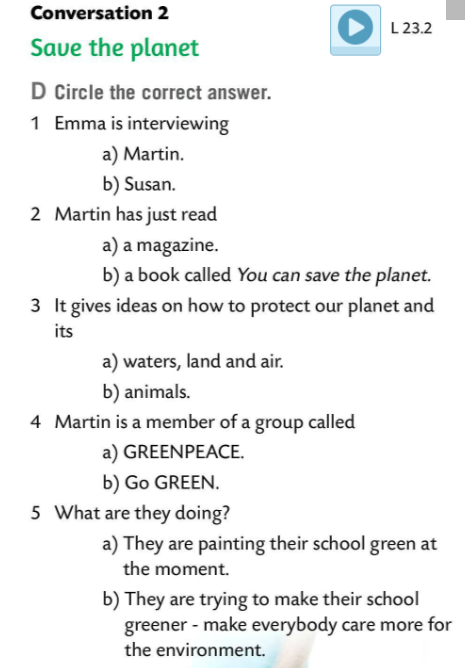 Conversation 2
L 23.2
Save the planet
D Circle the correct answer.
1 Emma is interviewing
a) Martin.
b) Susan.
2 Martin has just read
a) a magazine.
b) a book called You can save the planet.
3 It gives ideas on how to protect our planet and
its
a) waters, land and air.
b) animals.
4 Martin is a member of a group called
a) GREENPEACE.
b) Go GREEN.
5 What are they doing?
a) They are painting their school green at
the moment.
b) They are trying to make their school
greener - make everybody care more for
the environment.